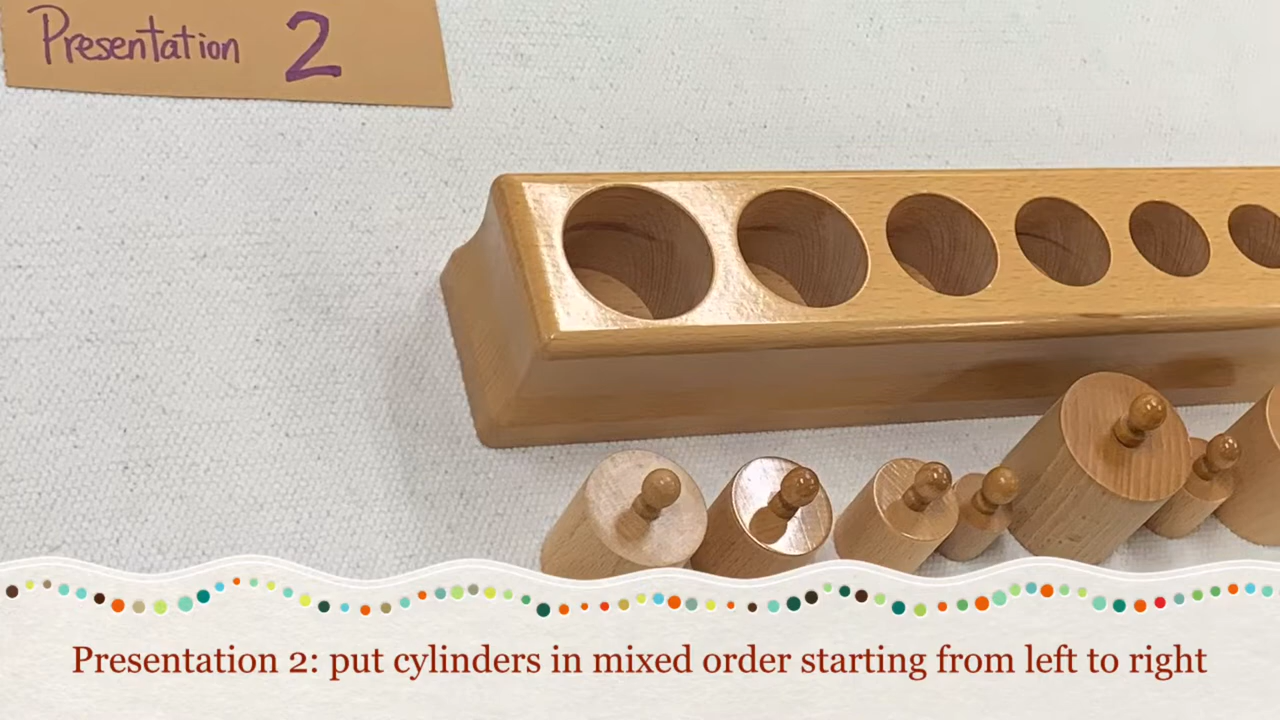 Presentation 2
Presentation 2: put cylinders in mixed order starting from left to right